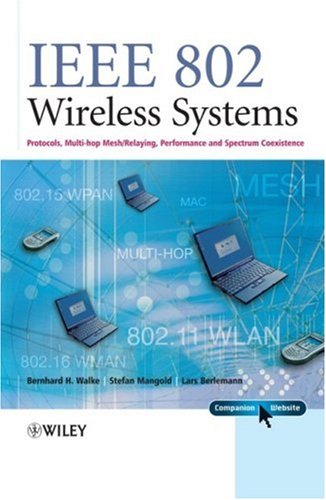 IEEE 802
Wireless Systems
Protocols, Multi-hop Mesh/Relaying, Performance and Spectrum Coexistence
802.15 WPAN
MAC
MESH
MULTI-HOP
802.11 WLAN
802.16 WMAN
Bernhard H. Walke | Stefan Mangold | Lars Berlemann
Companion Website
WILEY